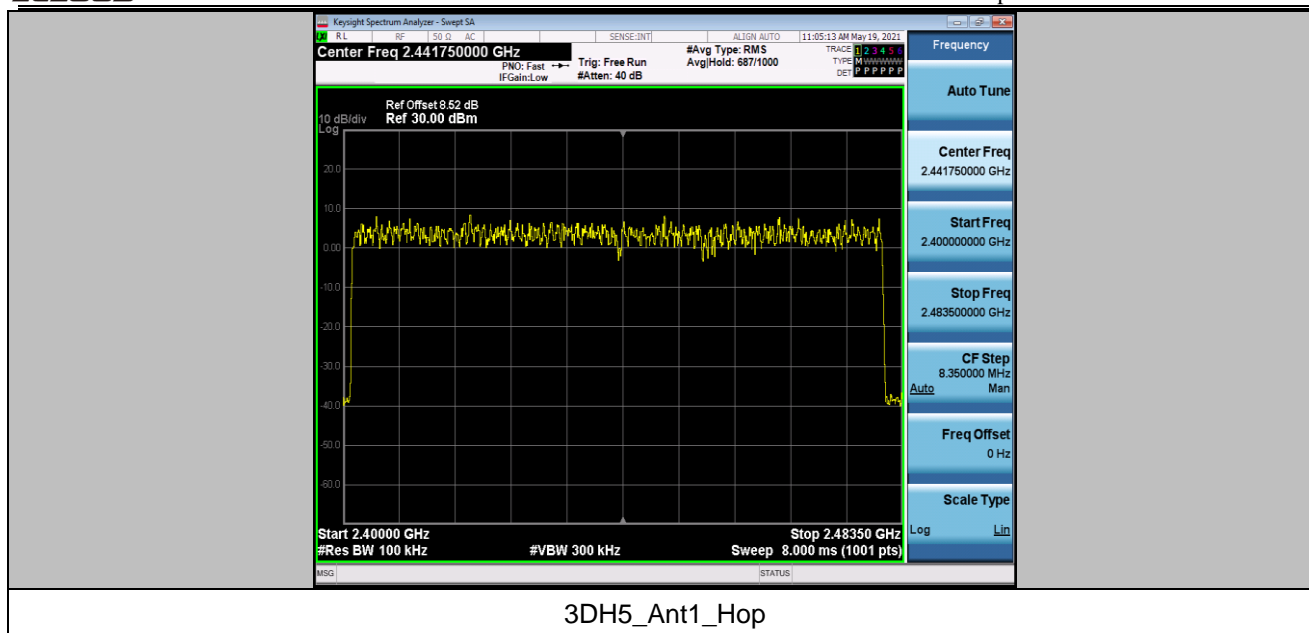 Keysight Spectrum Analyzer - Swept SA
RL RF 50 Ω AC SENSE:INT ALIGN AUTO 11:05:13 AM May 19, 2021
Center Freq 2.441750000 GHz
PNO: Fast
IFGain:Low
Trig: Free Run
#Atten: 40 dB
#Avg Type: RMS
Avg|Hold: 687/1000
TRACE 1 2 3 4 5 6
TYPE M WWWWW
DET P P P P P P
Ref Offset 8.52 dB
10 dB/div Ref 30.00 dBm
Log
20.0
10.0
0.00
-10.0
-20.0
-30.0
-40.0
-50.0
-60.0
Start 2.40000 GHz Stop 2.48350 GHz
#Res BW 100 kHz #VBW 300 kHz Sweep 8.000 ms (1001 pts)
MSG STATUS
Frequency
Auto Tune
Center Freq
2.441750000 GHz
Start Freq
2.400000000 GHz
Stop Freq
2.483500000 GHz
CF Step
8.350000 MHz
Auto Man
Freq Offset
0 Hz
Scale Type
Log Lin
3DH5_Ant1_Hop